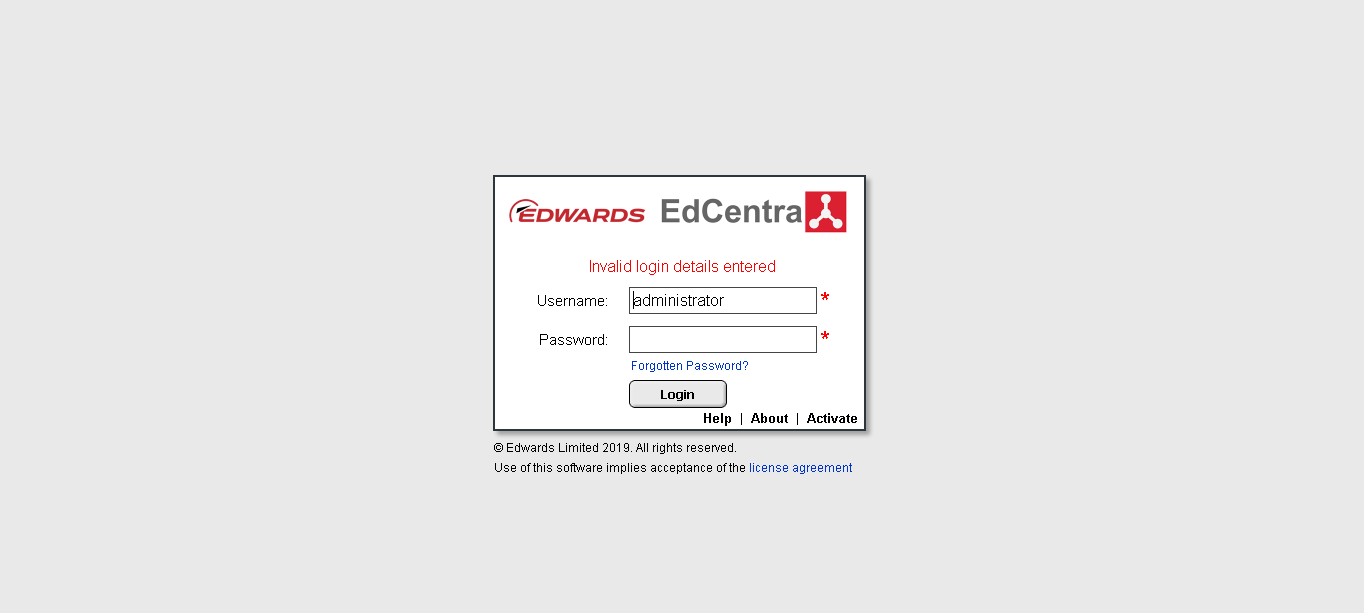 EDWARDS EdCentra
Invalid login details entered
Username: administrator *
Password: *
Forgotten Password?
Login
Help | About | Activate
© Edwards Limited 2019. All rights reserved.
Use of this software implies acceptance of the license agreement